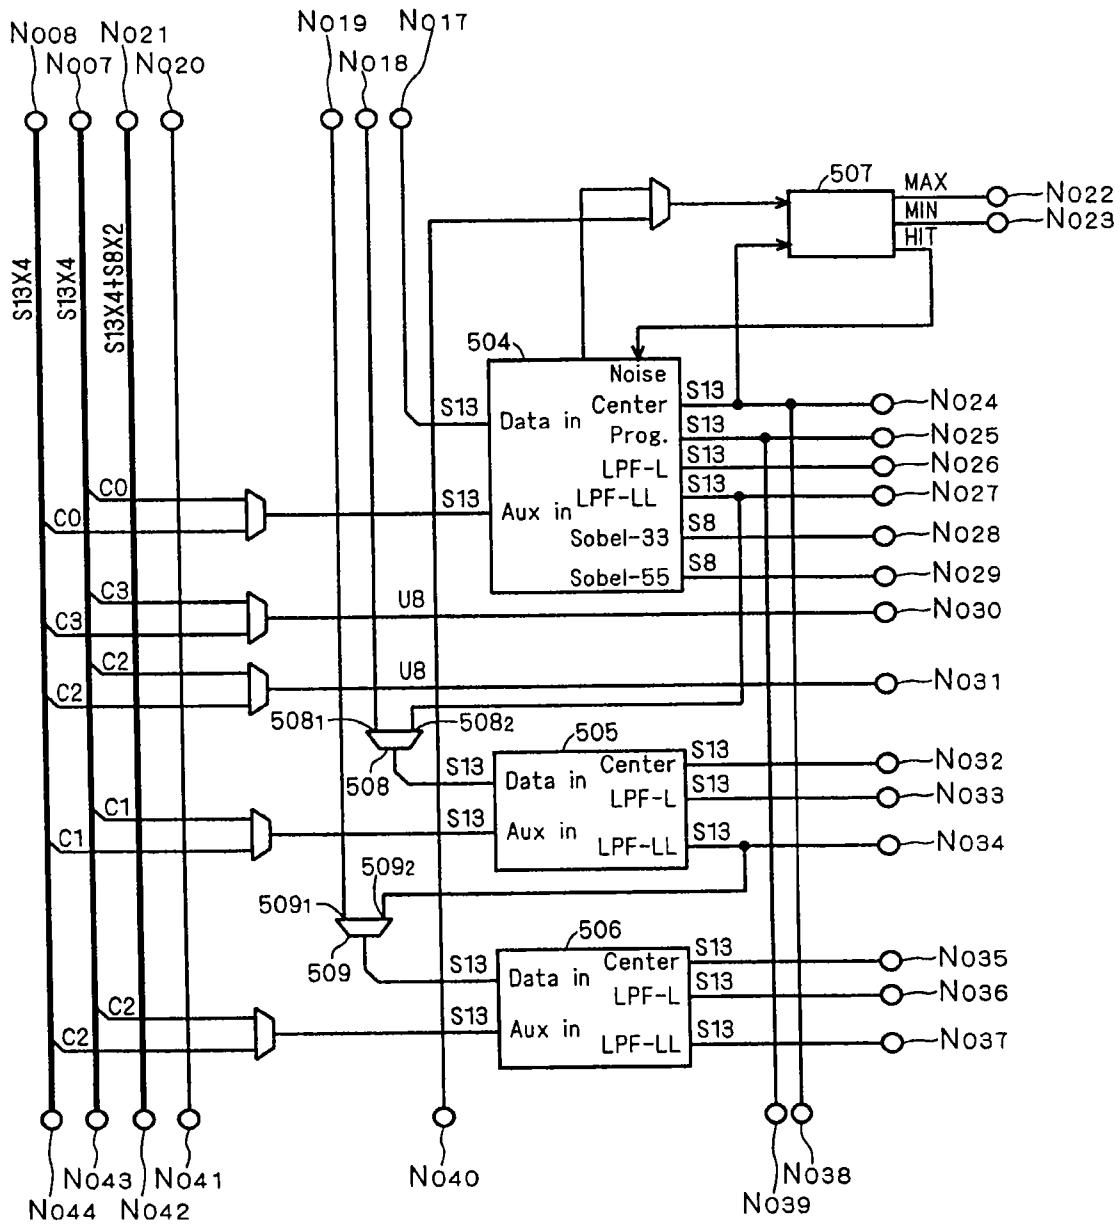 N008
N021
N019
N017
N007
N020
N018
S13X4
S13X4
S13X4+S8X2
507
MAX
N022
MIN
N023
HIT
504
Noise
S13
Data in
Center
S13
N024
Prog.
S13
N025
LPF-L
S13
N026
C0
S13
Aux in
LPF-LL
S13
N027
C0
Sobel-33
S8
N028
Sobel-55
S8
N029
C3
U8
N030
C3
C2
U8
N031
C2
5081
5082
508
505
S13
Data in
Center
S13
N032
LPF-L
S13
N033
C1
S13
Aux in
LPF-LL
S13
N034
C1
5091
5092
509
506
S13
Data in
Center
S13
N035
LPF-L
S13
N036
C2
S13
Aux in
LPF-LL
S13
N037
C2
N043
N041
N040
N038
N044
N042
N039